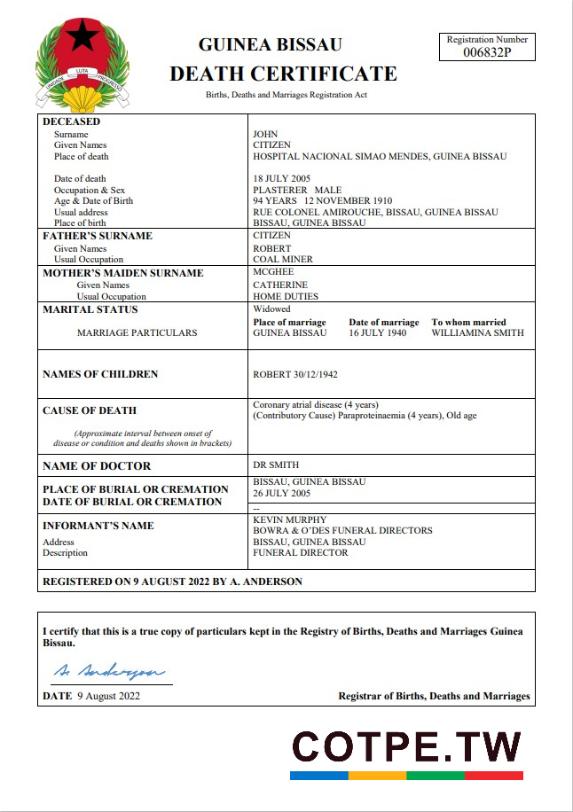 GUINEA BISSAU
DEATH CERTIFICATE
Births, Deaths and Marriages Registration Act
Registration Number
006832P
UNIDADE LUTA PROGRESSO
DECEASED
Surname JOHN
Given Names CITIZEN
Place of death HOSPITAL NACIONAL SIMAO MENDES, GUINEA BISSAU
Date of death 18 JULY 2005
Occupation & Sex PLASTERER MALE
Age & Date of Birth 94 YEARS 12 NOVEMBER 1910
Usual address RUE COLONEL AMIROUCHE, BISSAU, GUINEA BISSAU
Place of birth BISSAU, GUINEA BISSAU
FATHER'S SURNAME CITIZEN
Given Names ROBERT
Usual Occupation COAL MINER
MOTHER'S MAIDEN SURNAME MCGHEE
Given Names CATHERINE
Usual Occupation HOME DUTIES
MARITAL STATUS Widowed
Place of marriage Date of marriage To whom married
MARRIAGE PARTICULARS GUINEA BISSAU 16 JULY 1940 WILLIAMINA SMITH
NAMES OF CHILDREN ROBERT 30/12/1942
CAUSE OF DEATH Coronary atrial disease (4 years)
(Contributory Cause) Paraproteinaemia (4 years), Old age
(Approximate interval between onset of
disease or condition and deaths shown in brackets)
NAME OF DOCTOR DR SMITH
PLACE OF BURIAL OR CREMATION BISSAU, GUINEA BISSAU
DATE OF BURIAL OR CREMATION 26 JULY 2005
--
INFORMANT'S NAME KEVIN MURPHY
BOWRA & O'DES FUNERAL DIRECTORS
Address BISSAU, GUINEA BISSAU
Description FUNERAL DIRECTOR
REGISTERED ON 9 AUGUST 2022 BY A. ANDERSON
I certify that this is a true copy of particulars kept in the Registry of Births, Deaths and Marriages Guinea
Bissau.
A Anderson
DATE 9 August 2022 Registrar of Births, Deaths and Marriages
COTPE.TW